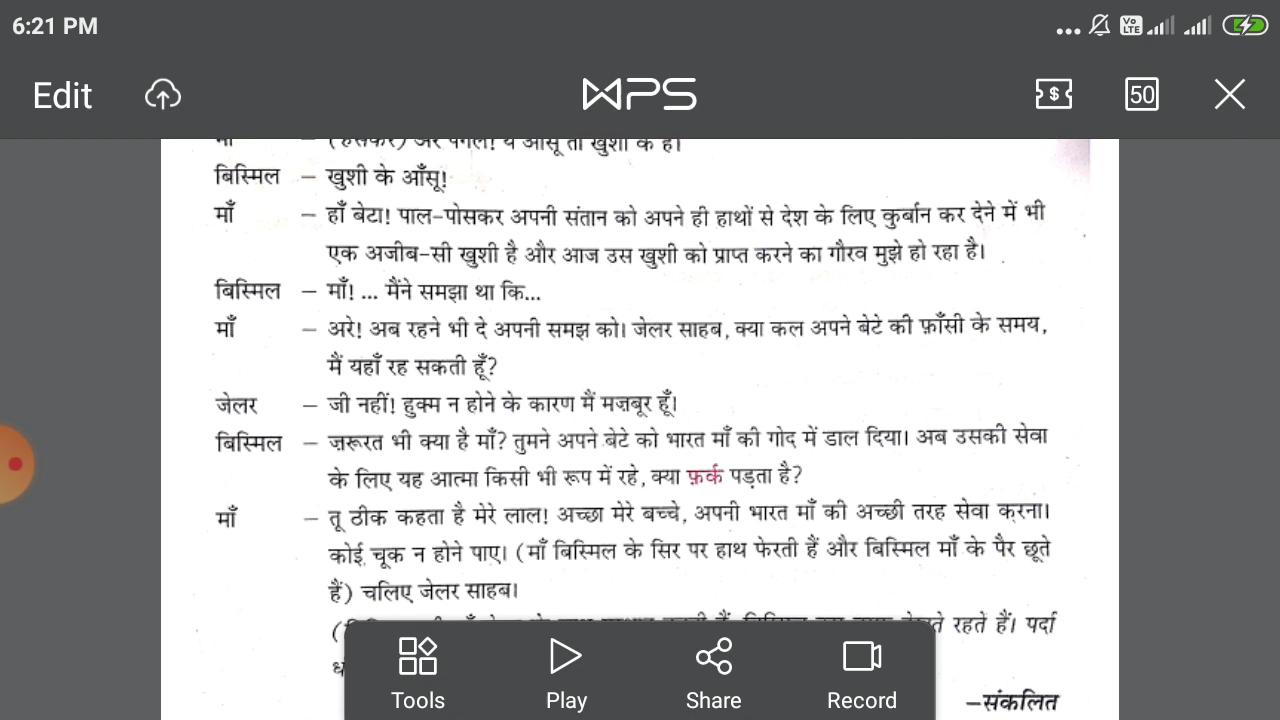 6:21 PM
VoLTE
Edit WPS $ 50
बिस्मिल – खुशी के आँसू!
माँ – हाँ बेटा! पाल-पोसकर अपनी संतान को अपने ही हाथों से देश के लिए कुर्बान कर देने में भी
एक अजीब-सी खुशी है और आज उस खुशी को प्राप्त करने का गौरव मुझे हो रहा है।
बिस्मिल – माँ! ... मैंने समझा था कि...
माँ – अरे! अब रहने भी दे अपनी समझ को। जेलर साहब, क्या कल अपने बेटे की फ़ाँसी के समय,
मैं यहाँ रह सकती हूँ?
जेलर – जी नहीं! हुक्म न होने के कारण मैं मजबूर हूँ।
बिस्मिल – ज़रूरत भी क्या है माँ? तुमने अपने बेटे को भारत माँ की गोद में डाल दिया। अब उसकी सेवा
के लिए यह आत्मा किसी भी रूप में रहे, क्या फ़र्क पड़ता है?
माँ – तू ठीक कहता है मेरे लाल! अच्छा मेरे बच्चे, अपनी भारत माँ की अच्छी तरह सेवा करना।
कोई चूक न होने पाए। (माँ बिस्मिल के सिर पर हाथ फेरती हैं और बिस्मिल माँ के पैर छूते
हैं) चलिए जेलर साहब।
रहते हैं। पर्दा
–संकलित
Tools Play Share Record